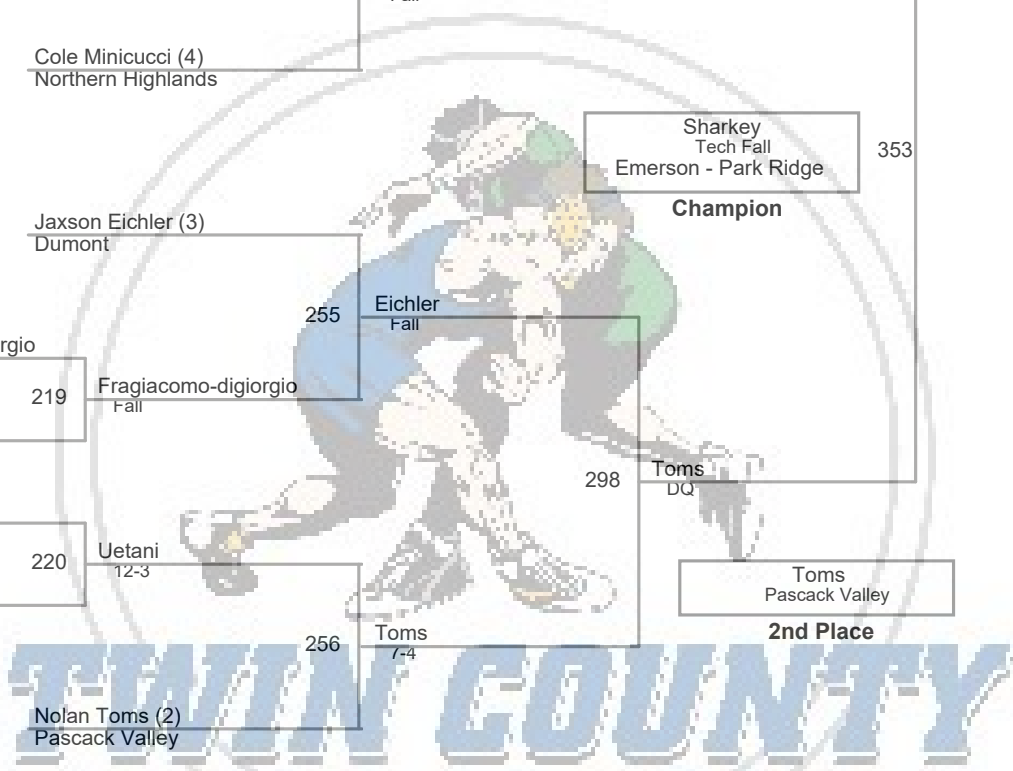 Cole Minicucci (4)
Northern Highlands
Sharkey
Tech Fall
Emerson - Park Ridge
353
Champion
Jaxson Eichler (3)
Dumont
255
Eichler
Fall
rgio
219
Fragiacomo-digiorgio
Fall
298
Toms
DQ
220
Uetani
12-3
Toms
Pascack Valley
2nd Place
256
Toms
7-4
Nolan Toms (2)
Pascack Valley
TWIN COUNTY